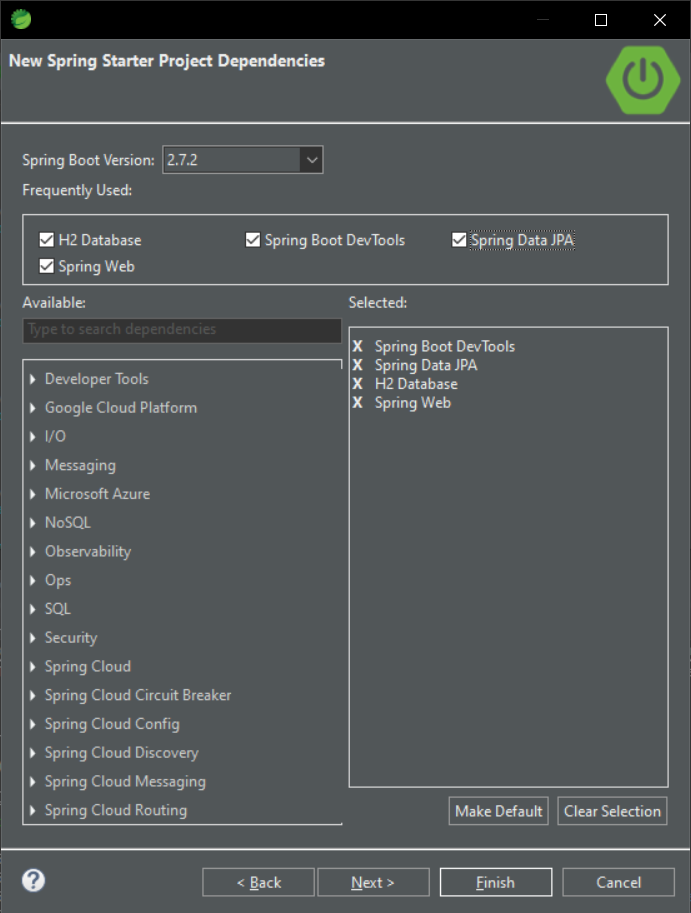 New Spring Starter Project Dependencies
Spring Boot Version: 2.7.2
Frequently Used:
H2 Database Spring Boot DevTools Spring Data JPA
Spring Web
Available: Selected:
Type to search dependencies
X Spring Boot DevTools
X Spring Data JPA
X H2 Database
X Spring Web
Developer Tools
Google Cloud Platform
I/O
Messaging
Microsoft Azure
NoSQL
Observability
Ops
SQL
Security
Spring Cloud
Spring Cloud Circuit Breaker
Spring Cloud Config
Spring Cloud Discovery
Spring Cloud Messaging
Spring Cloud Routing
Make Default Clear Selection
? < Back Next > Finish Cancel